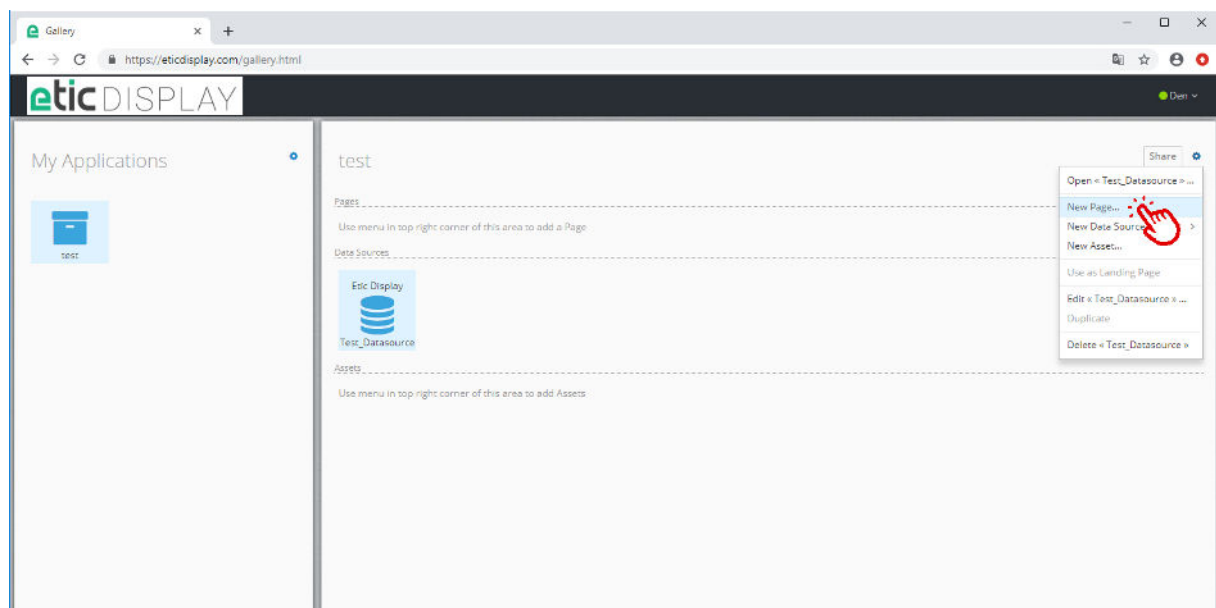 Gallery
https://eticdisplay.com/gallery.html
eticDISPLAY
Den
My Applications
test
test
Share
Pages
Use menu in top right corner of this area to add a Page
Data Sources
Etic Display
Test_Datasource
Assets
Use menu in top right corner of this area to add Assets
Open « Test_Datasource » ...
New Page...
New Data Source
New Asset...
Use as Landing Page
Edit « Test_Datasource » ...
Duplicate
Delete « Test_Datasource »